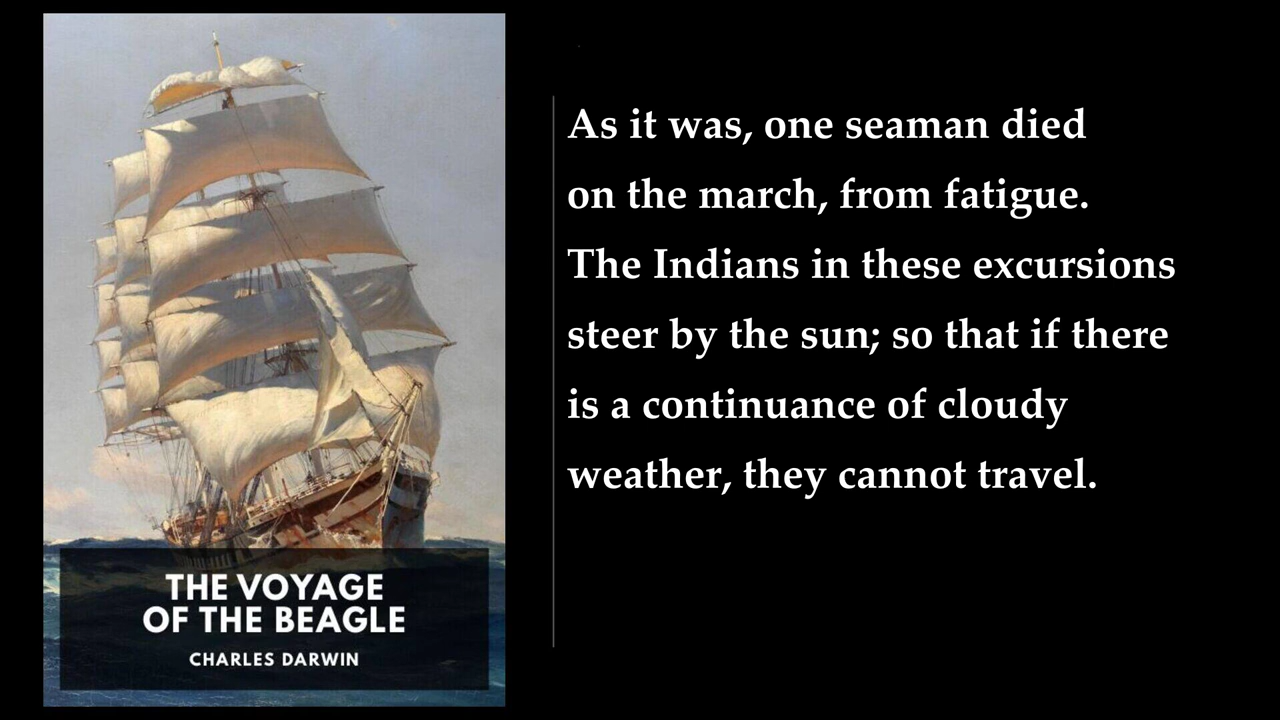 THE VOYAGE
OF THE BEAGLE
CHARLES DARWIN
As it was, one seaman died
on the march, from fatigue.
The Indians in these excursions
steer by the sun; so that if there
is a continuance of cloudy
weather, they cannot travel.